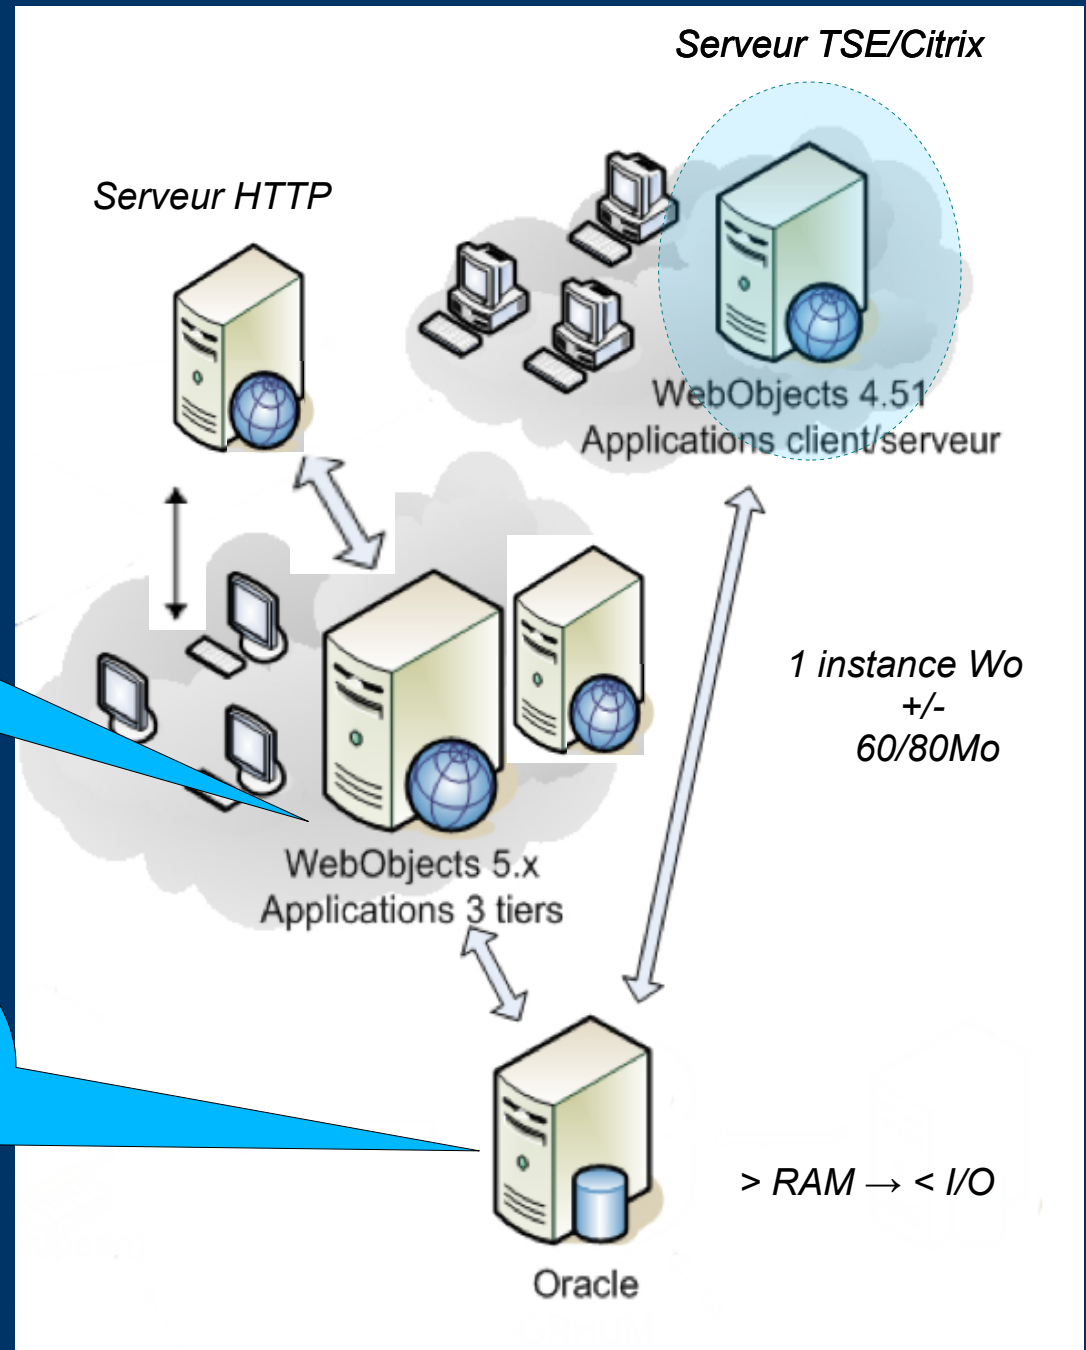 Serveur TSE/Citrix
Serveur HTTP
WebObjects 4.51
Applications client/serveur
1 instance Wo
+/-
60/80Mo
WebObjects 5.x
Applications 3 tiers
> RAM → < I/O
Oracle